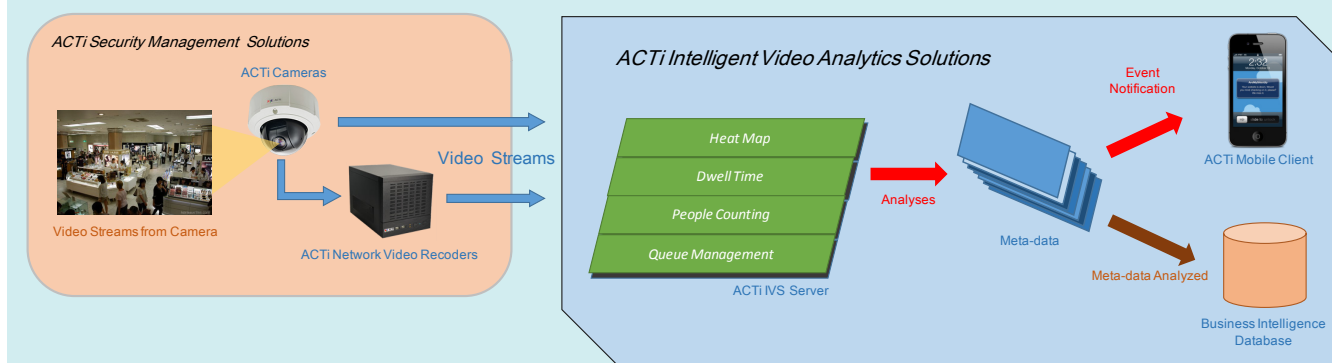 ACTi Security Management Solutions
ACTi Cameras
Video Streams from Camera
ACTi Network Video Recoders
Video Streams
ACTi Intelligent Video Analytics Solutions
Heat Map
Dwell Time
People Counting
Queue Management
ACTi IVS Server
Analyses
Meta-data
Event
Notification
2:32
ACTi Mobile Client
Meta-data Analyzed
Business Intelligence
Database